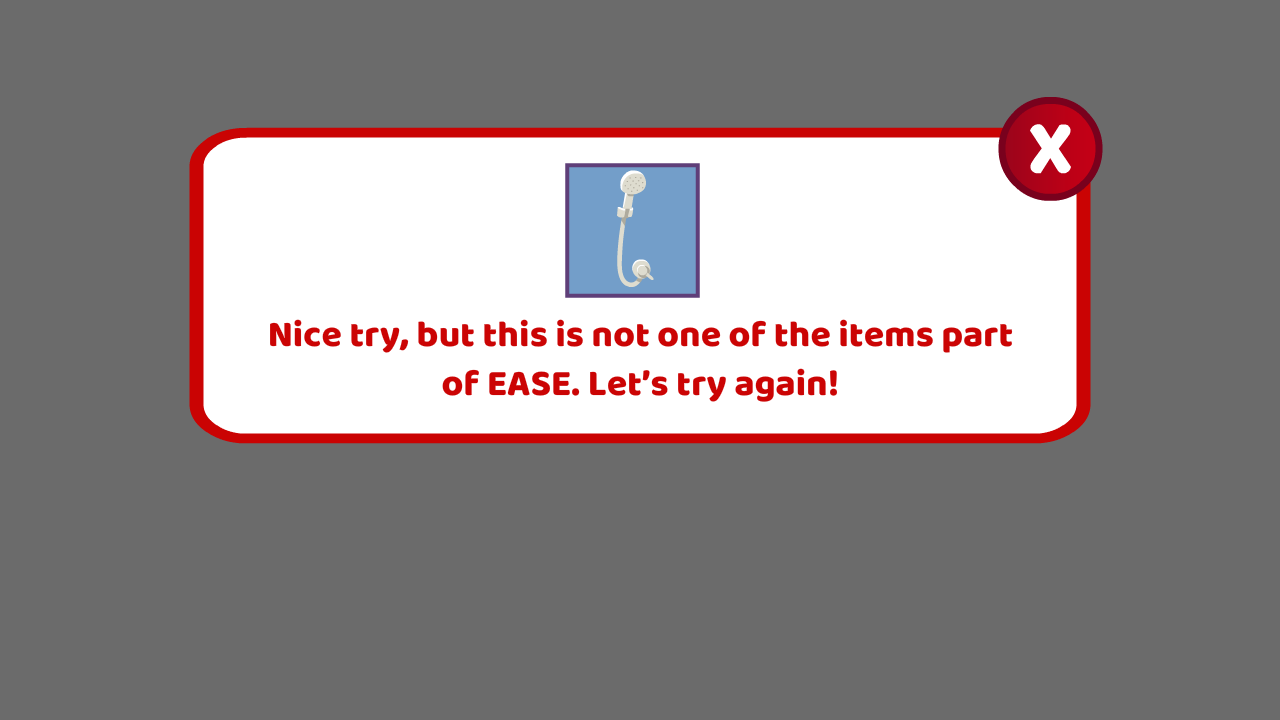 X
Nice try, but this is not one of the items part
of EASE. Let’s try again!